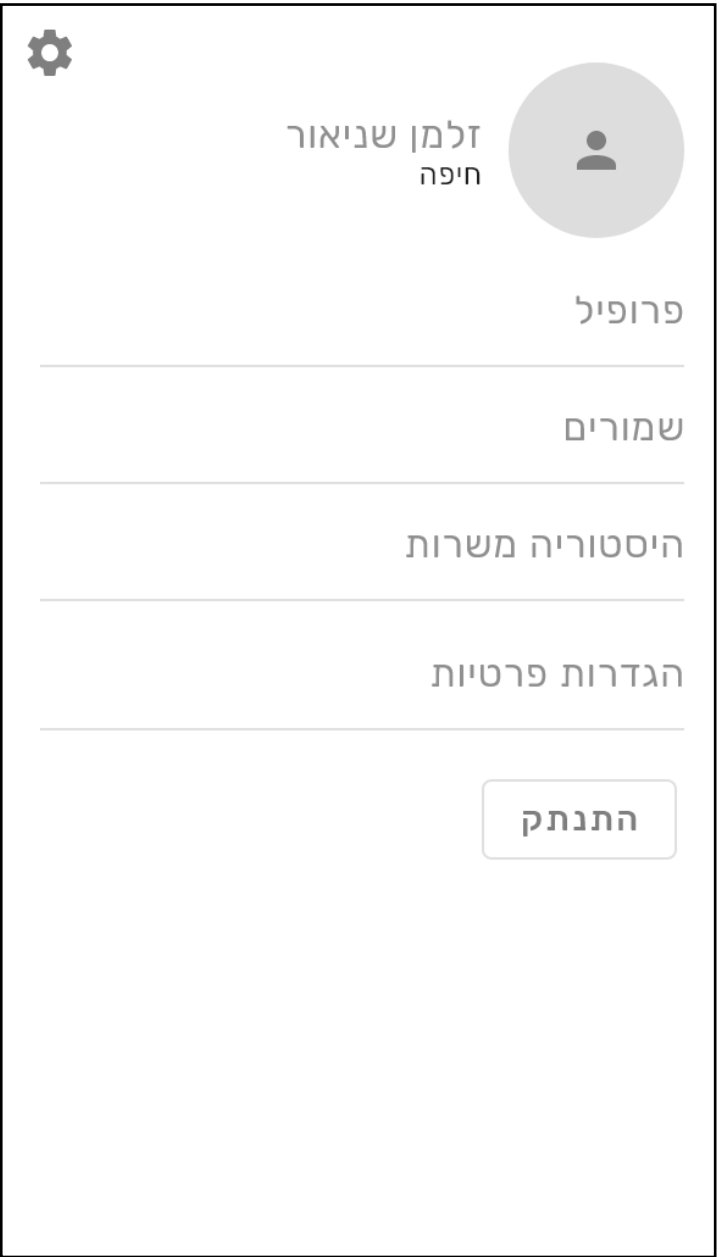 זלמן שניאור
חיפה
פרופיל
שמורים
היסטוריה משרות
הגדרות פרטיות
התנתק